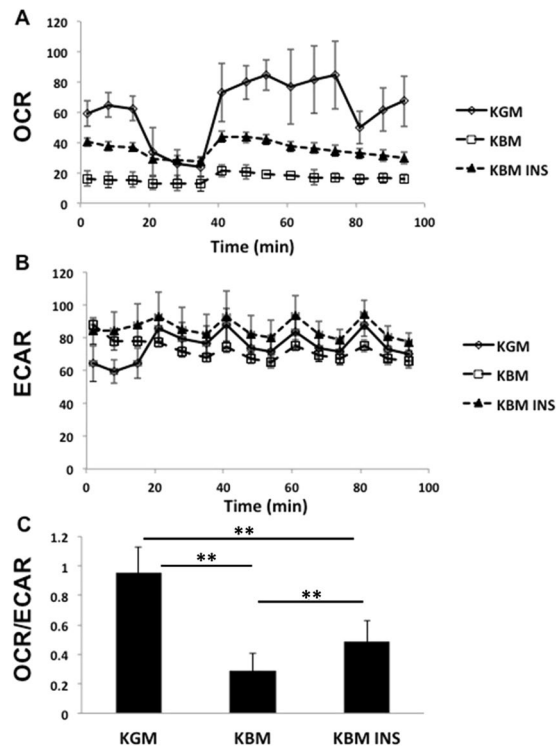 A
OCR
120
100
80
60
40
20
0
0 20 40 60 80 100
Time (min)
KGM
KBM
KBM INS
B
ECAR
120
100
80
60
40
20
0
0 20 40 60 80 100
Time (min)
KGM
KBM
KBM INS
C
OCR/ECAR
1.2
1
0.8
0.6
0.4
0.2
0
**
**
**
KGM KBM KBM INS